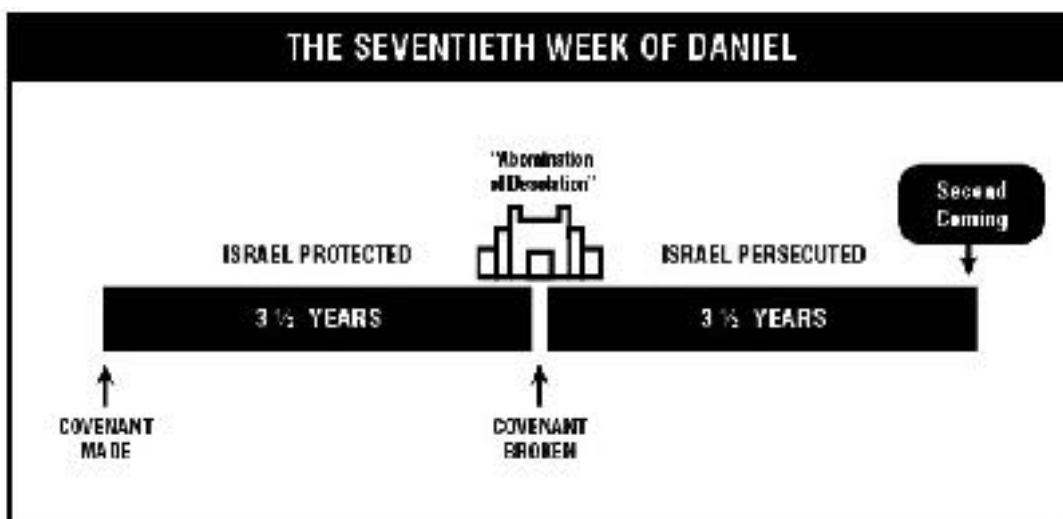 THE SEVENTIETH WEEK OF DANIEL
"Abomination
of Desolation"
Second
Coming
ISRAEL PROTECTED
ISRAEL PERSECUTED
3 ½ YEARS
3 ½ YEARS
COVENANT
MADE
COVENANT
BROKEN